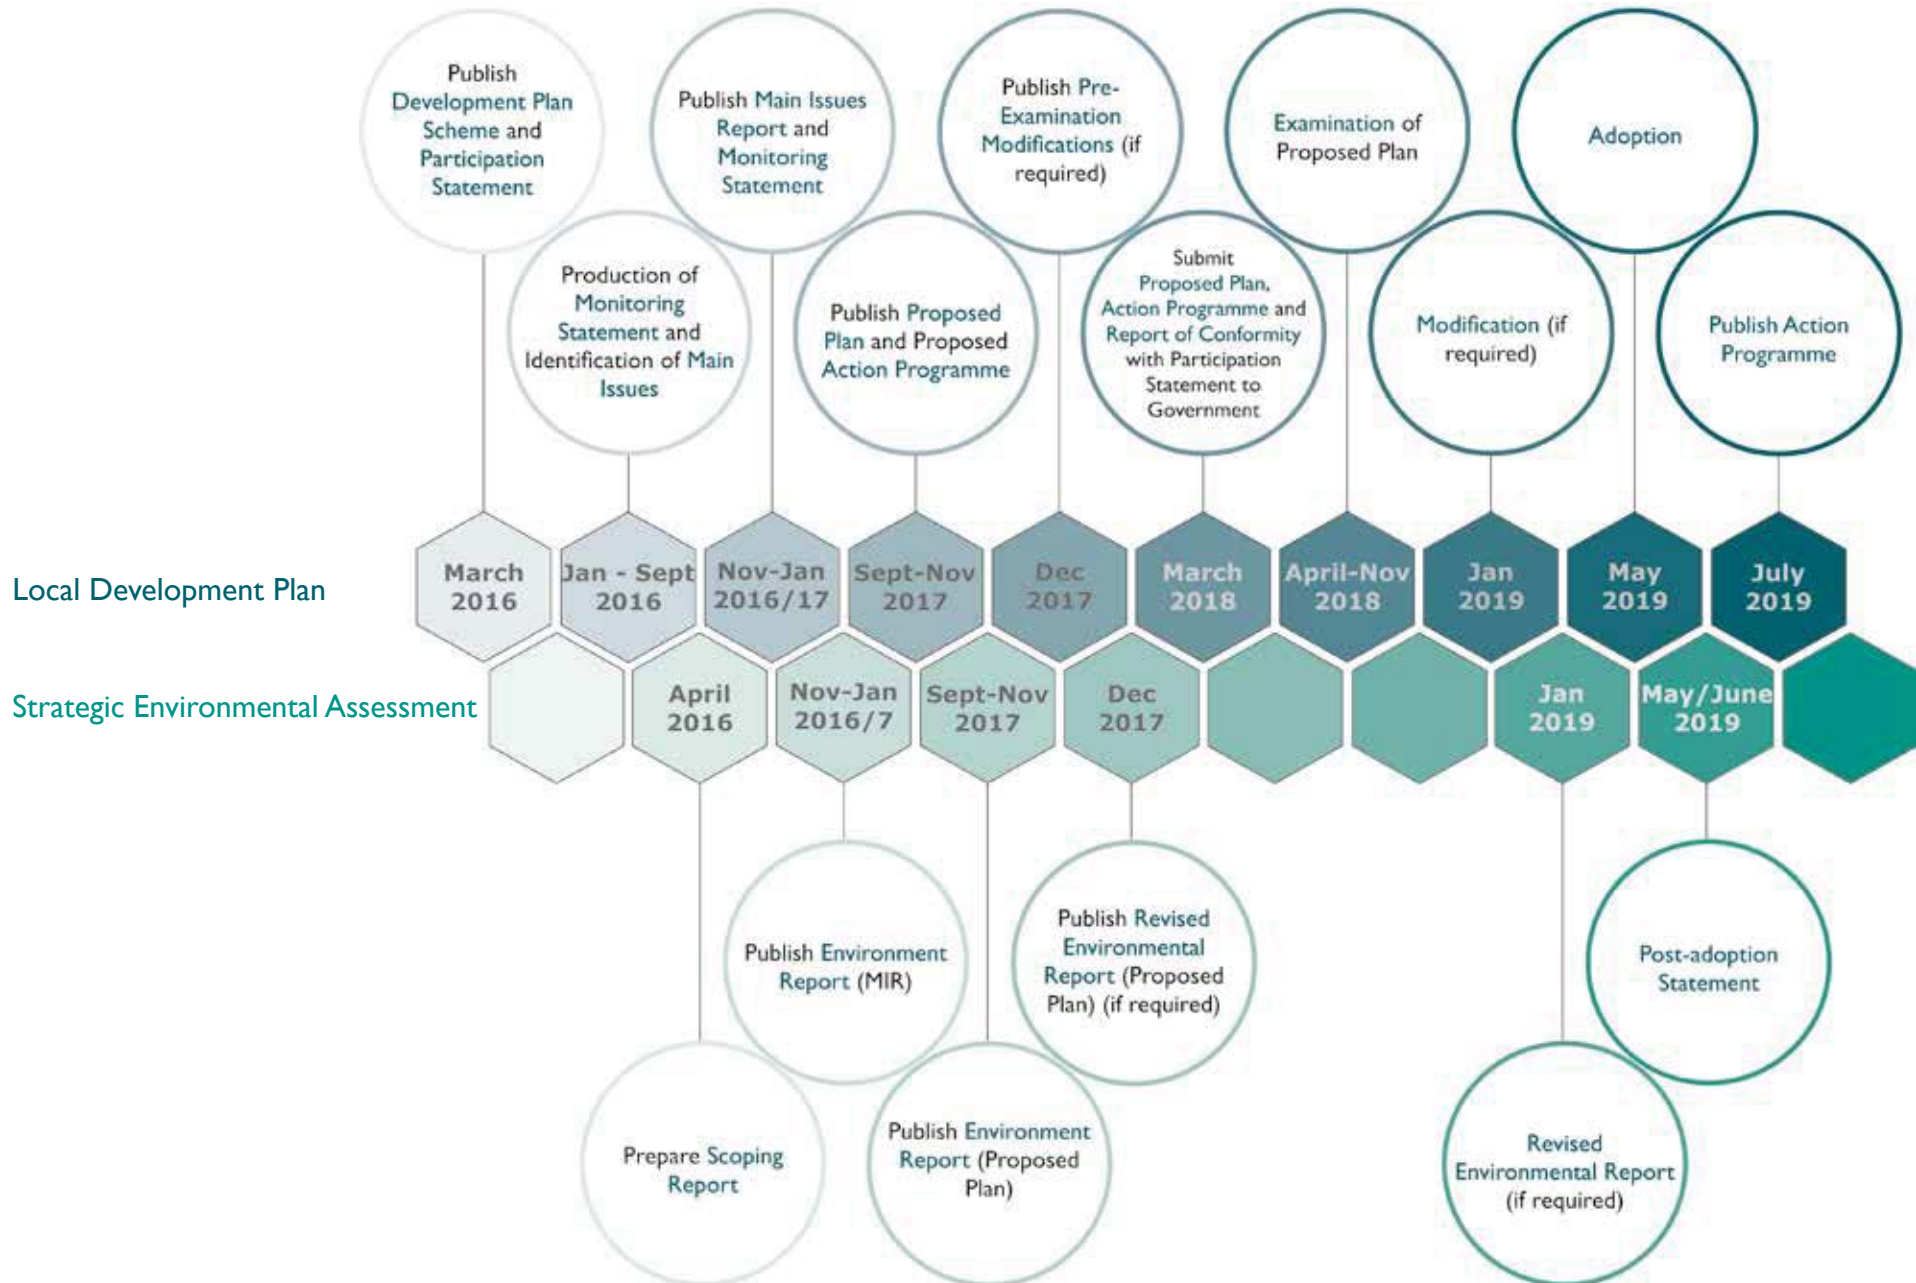 Publish
Development Plan
Scheme and
Participation
Statement
Production of
Monitoring
Statement and
Identification of Main
Issues
Publish Main Issues
Report and
Monitoring
Statement
Publish Proposed
Plan and Proposed
Action Programme
Publish Pre-
Examination
Modifications (if
required)
Submit
Proposed Plan,
Action Programme and
Report of Conformity
with Participation
Statement to
Government
Examination of
Proposed Plan
Modification (if
required)
Adoption
Publish Action
Programme
Local Development Plan
March
2016
Jan - Sept
2016
Nov-Jan
2016/17
Sept-Nov
2017
Dec
2017
March
2018
April-Nov
2018
Jan
2019
May
2019
July
2019
Strategic Environmental Assessment
April
2016
Nov-Jan
2016/7
Sept-Nov
2017
Dec
2017
Jan
2019
May/June
2019
Prepare Scoping
Report
Publish Environment
Report (MIR)
Publish Environment
Report (Proposed
Plan)
Publish Revised
Environmental
Report (Proposed
Plan) (if required)
Revised
Environmental Report
(if required)
Post-adoption
Statement